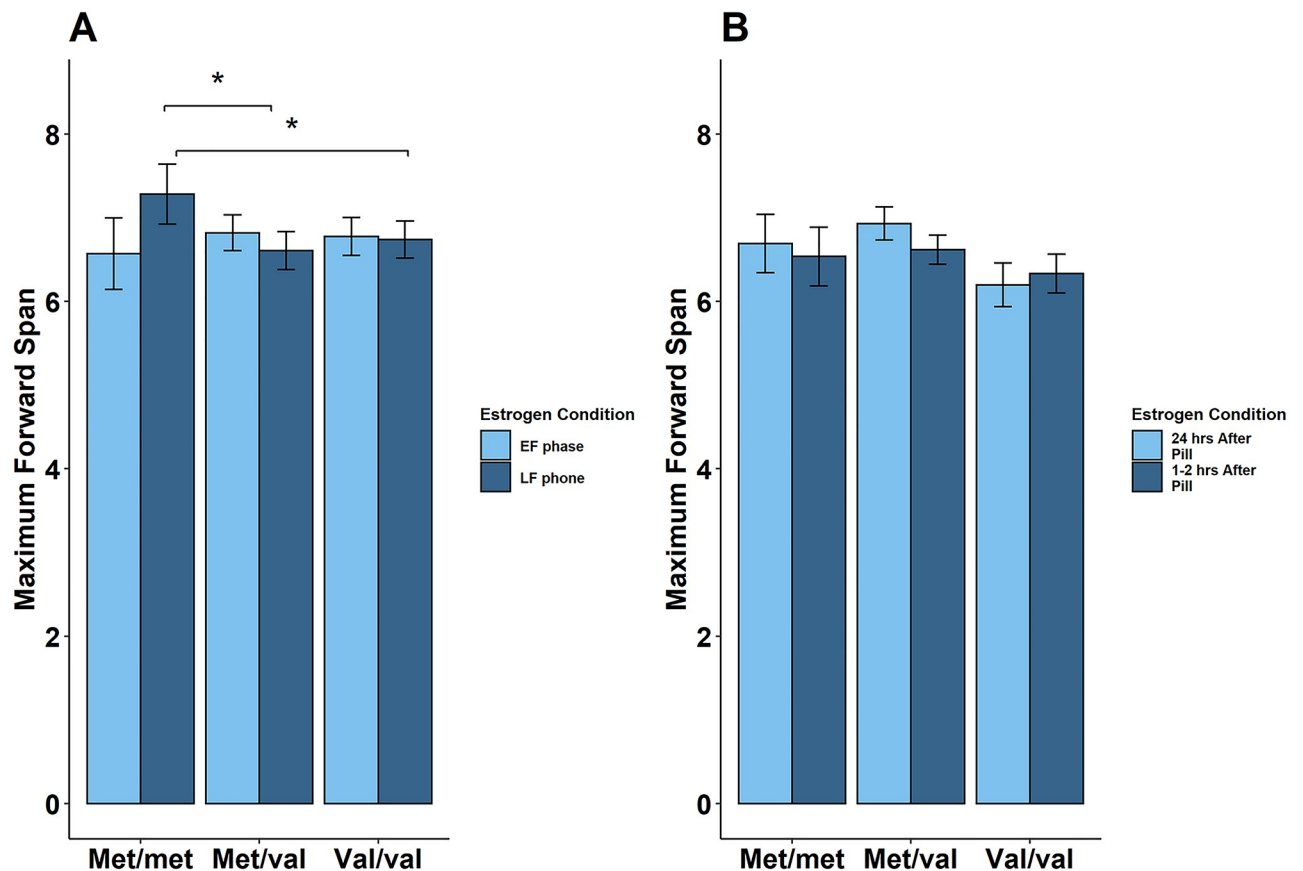 A
*
*
8
6
4
2
0
Maximum Forward Span
Met/met
Met/val
Val/val
Estrogen Condition
EF phase
LF phone
B
8
6
4
2
0
Maximum Forward Span
Met/met
Met/val
Val/val
Estrogen Condition
24 hrs After
Pill
1-2 hrs After
Pill